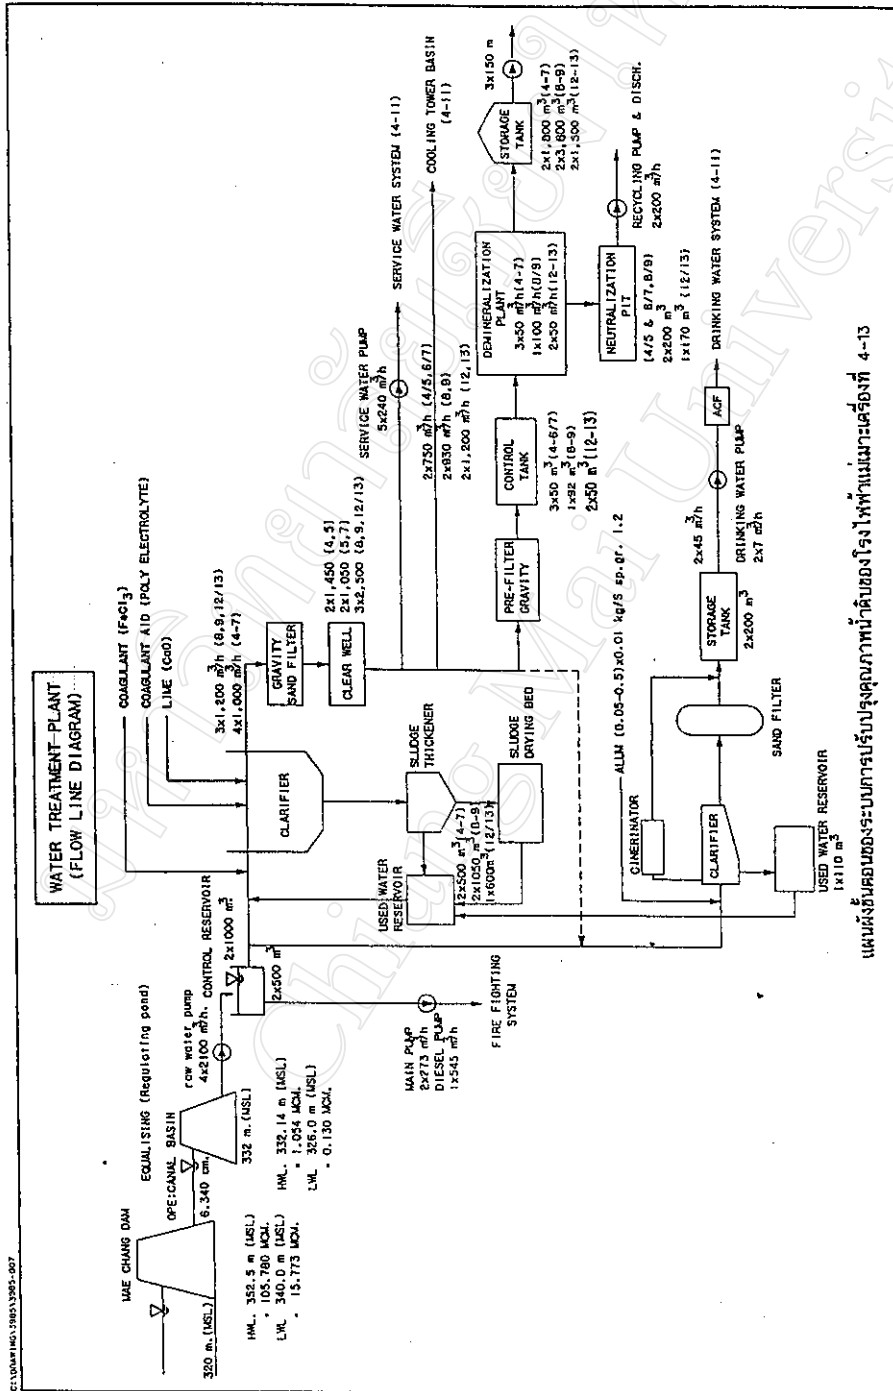 WATER TREATMENT PLANT
(FLOW LINE DIAGRAM)
MAE CHANG DAM
320 m.(MSL)
HWL. 352.5 m (MSL)
= 105.780 MCM.
LWL 340.0 m (MSL)
= 15.773 MCM.
EQUALISING (Regulating pond)
OPE:CANAL BASIN
6.340 cm.
332 m.(MSL)
HWL. 332.14 m (MSL)
= 1.054 MCM.
LWL 326.0 m (MSL)
= 0.130 MCM.
raw water pump
4x2100 m³/h.
CONTROL RESERVOIR
2x1000 m³
2x500 m³
MAIN PUMP
2x273 m³/h
DIESEL PUMP
1x545 m³/h
FIRE FIGHTING
SYSTEM
COAGULANT (FeCl₃)
COAGULANT AID (POLY ELECTROLYTE)
LIME (CaO)
CLARIFIER
3x1,200 m³/h (8,9,12/13)
4x1,000 m³/h (4-7)
GRAVITY
SAND FILTER
CLEAR WELL
2x1,450 (4,5)
2x1,050 (5,7)
3x2,500 (8,9,12/13)
SLUDGE
THICKENER
SLUDGE
DRYING BED
USED WATER
RESERVOIR
2x500 m³(4-7)
2x1050 m³(8-9)
1x600m³(12/13)
SERVICE WATER PUMP
5x240 m³/h
SERVICE WATER SYSTEM (4-11)
2x750 m³/h (4/5,6/7)
2x930 m³/h (8,9)
2x1,200 m³/h (12,13)
COOLING TOWER BASIN
(4-11)
PRE-FILTER
GRAVITY
CONTROL
TANK
3x50 m³(4-6/7)
1x92 m³(8-9)
2x50 m³(12-13)
DEMINERALIZATION
PLANT
3x50 m³/h(4-7)
1x100 m³/h(8/9)
2x50 m³/h(12-13)
STORAGE
TANK
3x150 m
2x1,800 m³(4-7)
2x3,600 m³(8-9)
2x1,500 m³(12-13)
NEUTRALIZATION
PIT
(4/5 & 6/7,8/9)
2x200 m³
1x170 m³ (12/13)
RECYCLING PUMP & DISCH.
2x200 m³/h
ALUM (0.05-0.5)x0.01 kg/S sp.gr. 1.2
CINERINATOR
CLARIFIER
USED WATER RESERVOIR
1x110 m³
SAND FILTER
STORAGE
TANK
2x200 m³
2x45 m³/h
DRINKING WATER PUMP
2x7 m³/h
ACF
DRINKING WATER SYSTEM (4-11)
แผนผังขั้นตอนของระบบการปรับปรุงคุณภาพน้ำดิบของโรงไฟฟ้าแม่เมาะเครื่องที่ 4-13
Chiang Mai University